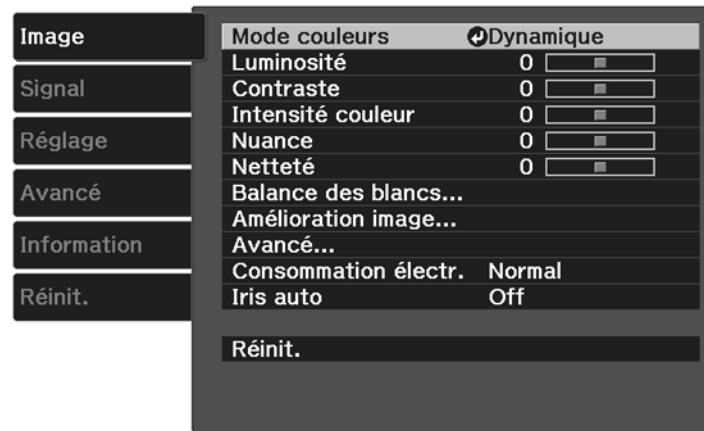 Image
Signal
Réglage
Avancé
Information
Réinit.
Mode couleurs Dynamique
Luminosité 0
Contraste 0
Intensité couleur 0
Nuance 0
Netteté 0
Balance des blancs...
Amélioration image...
Avancé...
Consommation électr. Normal
Iris auto Off
Réinit.